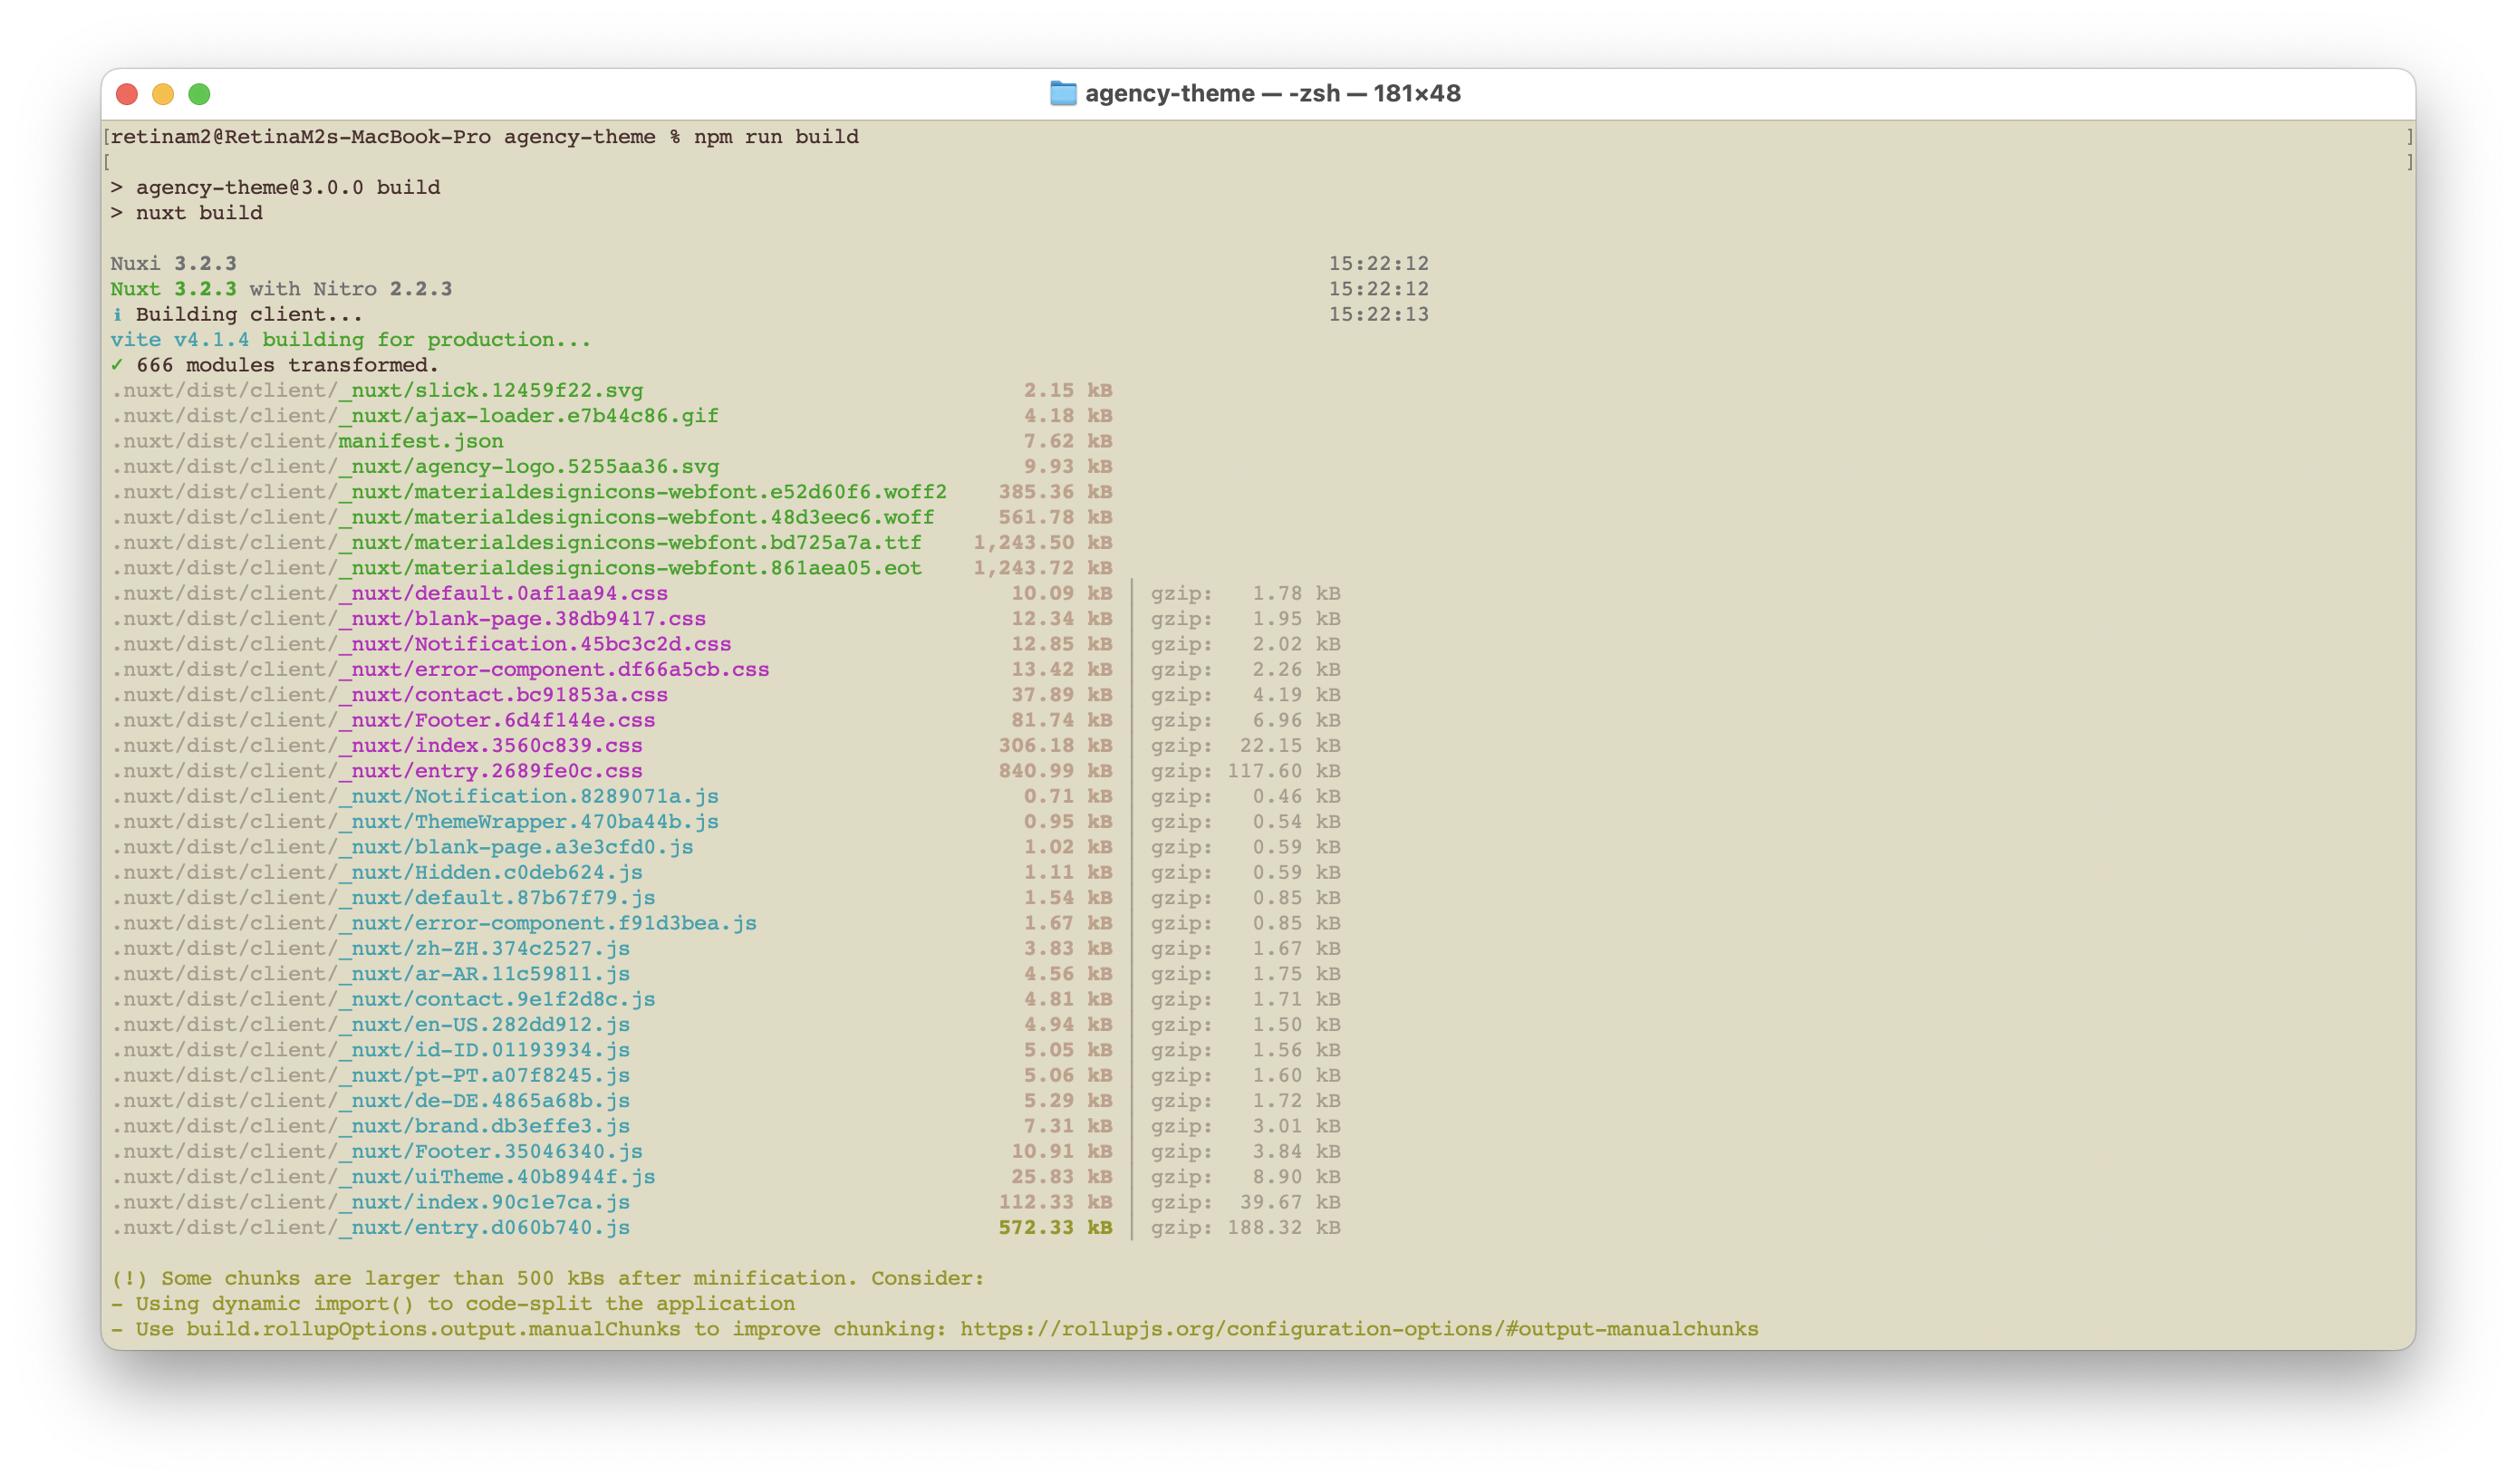 agency-theme — -zsh — 181×48
[retinam2@RetinaM2s-MacBook-Pro agency-theme % npm run build ]
[ ]
> agency-theme@3.0.0 build
> nuxt build
Nuxi 3.2.3 15:22:12
Nuxt 3.2.3 with Nitro 2.2.3 15:22:12
ℹ Building client... 15:22:13
vite v4.1.4 building for production...
✓ 666 modules transformed.
.nuxt/dist/client/_nuxt/slick.12459f22.svg 2.15 kB
.nuxt/dist/client/_nuxt/ajax-loader.e7b44c86.gif 4.18 kB
.nuxt/dist/client/manifest.json 7.62 kB
.nuxt/dist/client/_nuxt/agency-logo.5255aa36.svg 9.93 kB
.nuxt/dist/client/_nuxt/materialdesignicons-webfont.e52d60f6.woff2 385.36 kB
.nuxt/dist/client/_nuxt/materialdesignicons-webfont.48d3eec6.woff 561.78 kB
.nuxt/dist/client/_nuxt/materialdesignicons-webfont.bd725a7a.ttf 1,243.50 kB
.nuxt/dist/client/_nuxt/materialdesignicons-webfont.861aea05.eot 1,243.72 kB
.nuxt/dist/client/_nuxt/default.0af1aa94.css 10.09 kB │ gzip: 1.78 kB
.nuxt/dist/client/_nuxt/blank-page.38db9417.css 12.34 kB │ gzip: 1.95 kB
.nuxt/dist/client/_nuxt/Notification.45bc3c2d.css 12.85 kB │ gzip: 2.02 kB
.nuxt/dist/client/_nuxt/error-component.df66a5cb.css 13.42 kB │ gzip: 2.26 kB
.nuxt/dist/client/_nuxt/contact.bc91853a.css 37.89 kB │ gzip: 4.19 kB
.nuxt/dist/client/_nuxt/Footer.6d4f144e.css 81.74 kB │ gzip: 6.96 kB
.nuxt/dist/client/_nuxt/index.3560c839.css 306.18 kB │ gzip: 22.15 kB
.nuxt/dist/client/_nuxt/entry.2689fe0c.css 840.99 kB │ gzip: 117.60 kB
.nuxt/dist/client/_nuxt/Notification.8289071a.js 0.71 kB │ gzip: 0.46 kB
.nuxt/dist/client/_nuxt/ThemeWrapper.470ba44b.js 0.95 kB │ gzip: 0.54 kB
.nuxt/dist/client/_nuxt/blank-page.a3e3cfd0.js 1.02 kB │ gzip: 0.59 kB
.nuxt/dist/client/_nuxt/Hidden.c0deb624.js 1.11 kB │ gzip: 0.59 kB
.nuxt/dist/client/_nuxt/default.87b67f79.js 1.54 kB │ gzip: 0.85 kB
.nuxt/dist/client/_nuxt/error-component.f91d3bea.js 1.67 kB │ gzip: 0.85 kB
.nuxt/dist/client/_nuxt/zh-ZH.374c2527.js 3.83 kB │ gzip: 1.67 kB
.nuxt/dist/client/_nuxt/ar-AR.11c59811.js 4.56 kB │ gzip: 1.75 kB
.nuxt/dist/client/_nuxt/contact.9e1f2d8c.js 4.81 kB │ gzip: 1.71 kB
.nuxt/dist/client/_nuxt/en-US.282dd912.js 4.94 kB │ gzip: 1.50 kB
.nuxt/dist/client/_nuxt/id-ID.01193934.js 5.05 kB │ gzip: 1.56 kB
.nuxt/dist/client/_nuxt/pt-PT.a07f8245.js 5.06 kB │ gzip: 1.60 kB
.nuxt/dist/client/_nuxt/de-DE.4865a68b.js 5.29 kB │ gzip: 1.72 kB
.nuxt/dist/client/_nuxt/brand.db3effe3.js 7.31 kB │ gzip: 3.01 kB
.nuxt/dist/client/_nuxt/Footer.35046340.js 10.91 kB │ gzip: 3.84 kB
.nuxt/dist/client/_nuxt/uiTheme.40b8944f.js 25.83 kB │ gzip: 8.90 kB
.nuxt/dist/client/_nuxt/index.90c1e7ca.js 112.33 kB │ gzip: 39.67 kB
.nuxt/dist/client/_nuxt/entry.d060b740.js 572.33 kB │ gzip: 188.32 kB
(!) Some chunks are larger than 500 kBs after minification. Consider:
- Using dynamic import() to code-split the application
- Use build.rollupOptions.output.manualChunks to improve chunking: https://rollupjs.org/configuration-options/#output-manualchunks